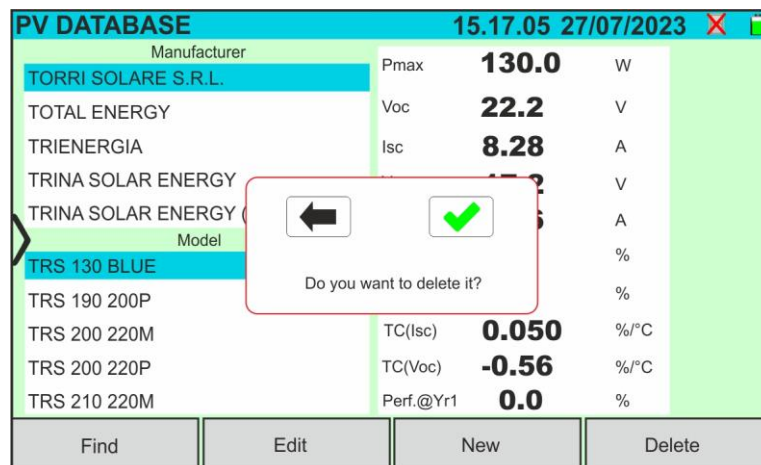 PV DATABASE 15.17.05 27/07/2023
Manufacturer
TORRI SOLARE S.R.L.
TOTAL ENERGY
TRIENERGIA
TRINA SOLAR ENERGY
TRINA SOLAR ENERGY (
Model
TRS 130 BLUE
TRS 190 200P
TRS 200 220M
TRS 200 220P
TRS 210 220M
Pmax 130.0 W
Voc 22.2 V
Isc 8.28 A
V
A
%
%
TC(Isc) 0.050 %/°C
TC(Voc) -0.56 %/°C
Perf.@Yr1 0.0 %
Do you want to delete it?
Find Edit New Delete